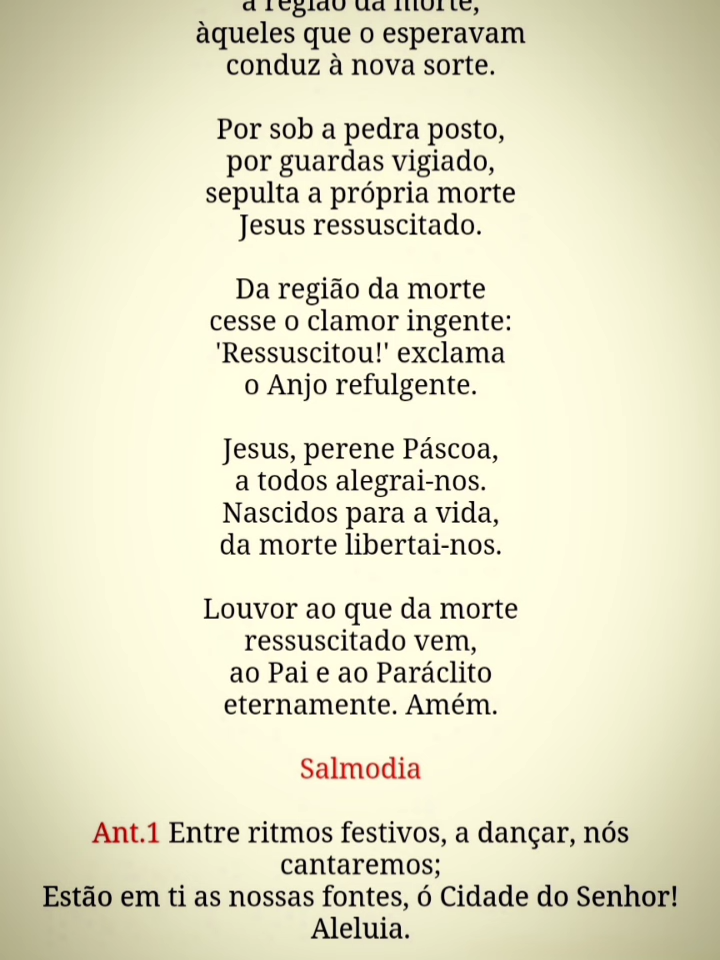 a região da morte,
àqueles que o esperavam
conduz à nova sorte.
Por sob a pedra posto,
por guardas vigiado,
sepulta a própria morte
Jesus ressuscitado.
Da região da morte
cesse o clamor ingente:
'Ressuscitou!' exclama
o Anjo refulgente.
Jesus, perene Páscoa,
a todos alegrai-nos.
Nascidos para a vida,
da morte libertai-nos.
Louvor ao que da morte
ressuscitado vem,
ao Pai e ao Paráclito
eternamente. Amém.
Salmodia
Ant.1 Entre ritmos festivos, a dançar, nós
cantaremos;
Estão em ti as nossas fontes, ó Cidade do Senhor!
Aleluia.